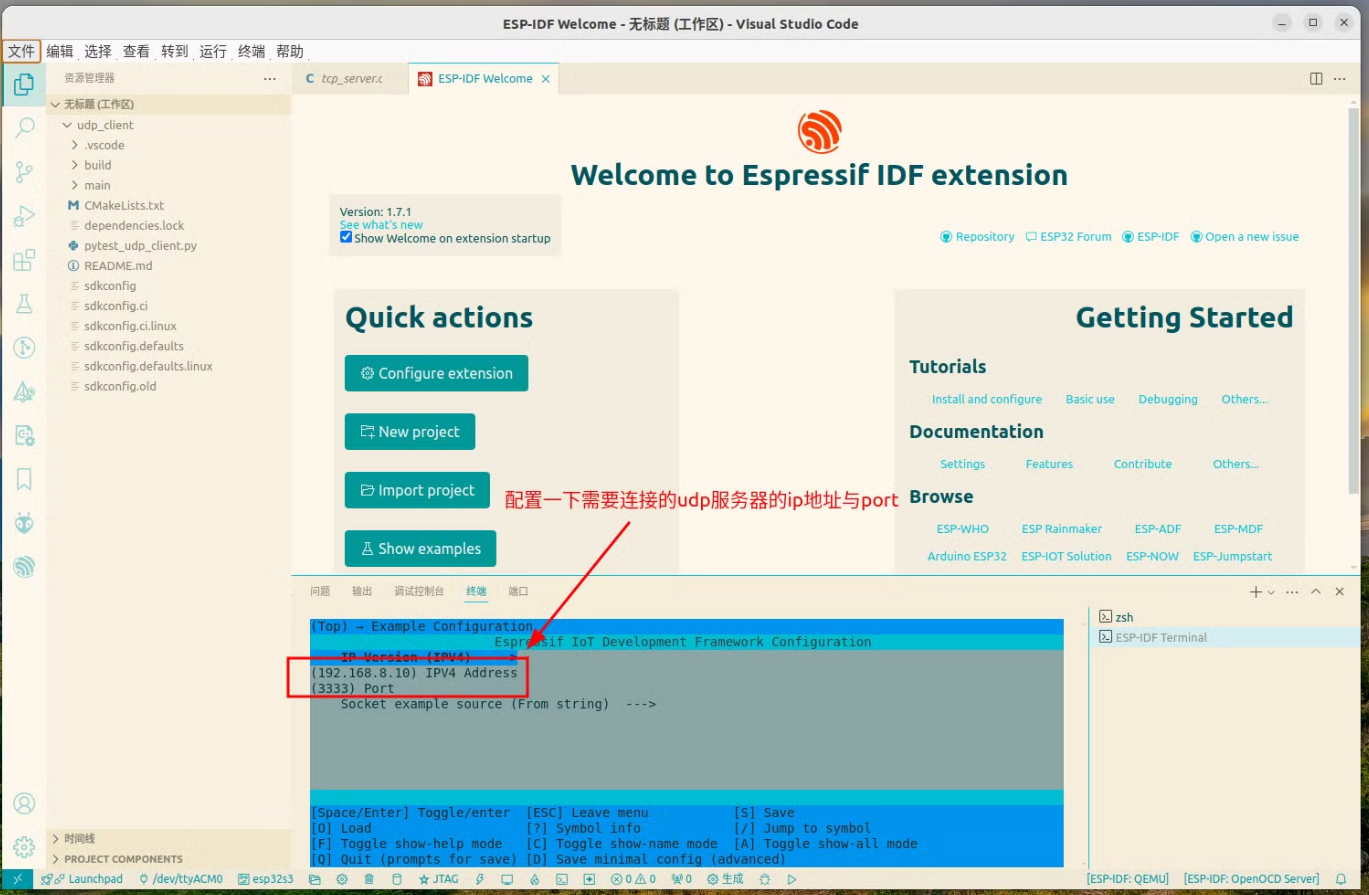 ESP-IDF Welcome - 无标题 (工作区) - Visual Studio Code
文件 编辑 选择 查看 转到 运行 终端 帮助
资源管理器
无标题 (工作区)
udp_client
.vscode
build
main
CMakeLists.txt
dependencies.lock
pytest_udp_client.py
README.md
sdkconfig
sdkconfig.ci
sdkconfig.ci.linux
sdkconfig.defaults
sdkconfig.defaults.linux
sdkconfig.old
时间线
PROJECT COMPONENTS
C tcp_server.c
ESP-IDF Welcome
Welcome to Espressif IDF extension
Version: 1.7.1
See what's new
Show Welcome on extension startup
Repository ESP32 Forum ESP-IDF Open a new issue
Quick actions
Configure extension
New project
Import project
Show examples
配置一下需要连接的udp服务器的ip地址与port
Getting Started
Tutorials
Install and configure Basic use Debugging Others...
Documentation
Settings Features Contribute Others...
Browse
ESP-WHO ESP Rainmaker ESP-ADF ESP-MDF
Arduino ESP32 ESP-IOT Solution ESP-NOW ESP-Jumpstart
问题 输出 调试控制台 终端 端口
(Top) → Example Configuration
Espressif IoT Development Framework Configuration
IP Version (IPV4) --->
(192.168.8.10) IPV4 Address
(3333) Port
Socket example source (From string) --->
[Space/Enter] Toggle/enter [ESC] Leave menu [S] Save
[O] Load [?] Symbol info [/] Jump to symbol
[F] Toggle show-help mode [C] Toggle show-name mode [A] Toggle show-all mode
[Q] Quit (prompts for save) [D] Save minimal config (advanced)
zsh
ESP-IDF Terminal
Launchpad /dev/ttyACM0 esp32s3 JTAG 0 0 0 生成 [ESP-IDF: QEMU] [ESP-IDF: OpenOCD Server]